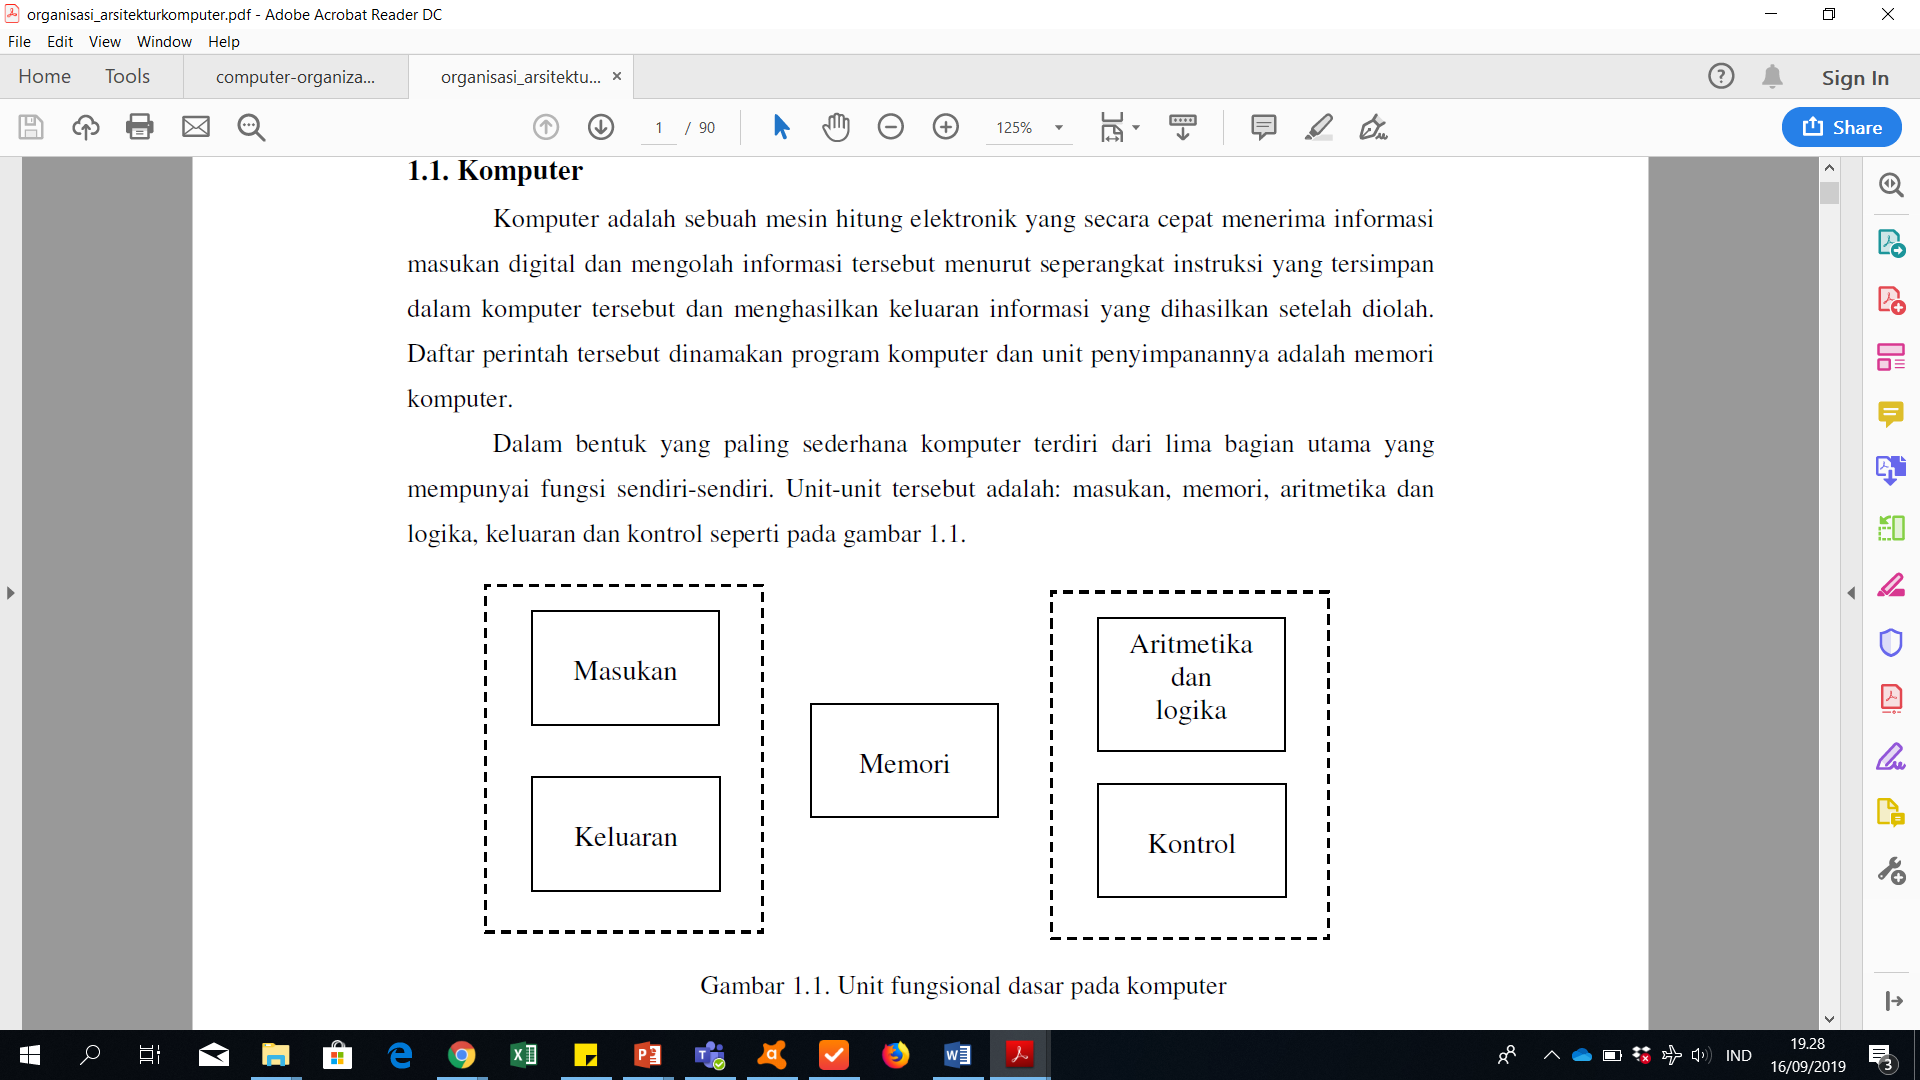 organisasi_arsitekturkomputer.pdf - Adobe Acrobat Reader DC
File Edit View Window Help
Home Tools computer-organiza... organisasi_arsitektu... ×
Sign In
1 / 90
125%
Share
1.1. Komputer
Komputer adalah sebuah mesin hitung elektronik yang secara cepat menerima informasi
masukan digital dan mengolah informasi tersebut menurut seperangkat instruksi yang tersimpan
dalam komputer tersebut dan menghasilkan keluaran informasi yang dihasilkan setelah diolah.
Daftar perintah tersebut dinamakan program komputer dan unit penyimpanannya adalah memori
komputer.
Dalam bentuk yang paling sederhana komputer terdiri dari lima bagian utama yang
mempunyai fungsi sendiri-sendiri. Unit-unit tersebut adalah: masukan, memori, aritmetika dan
logika, keluaran dan kontrol seperti pada gambar 1.1.
Masukan
Keluaran
Memori
Aritmetika
dan
logika
Kontrol
Gambar 1.1. Unit fungsional dasar pada komputer
IND
19.28
16/09/2019
3